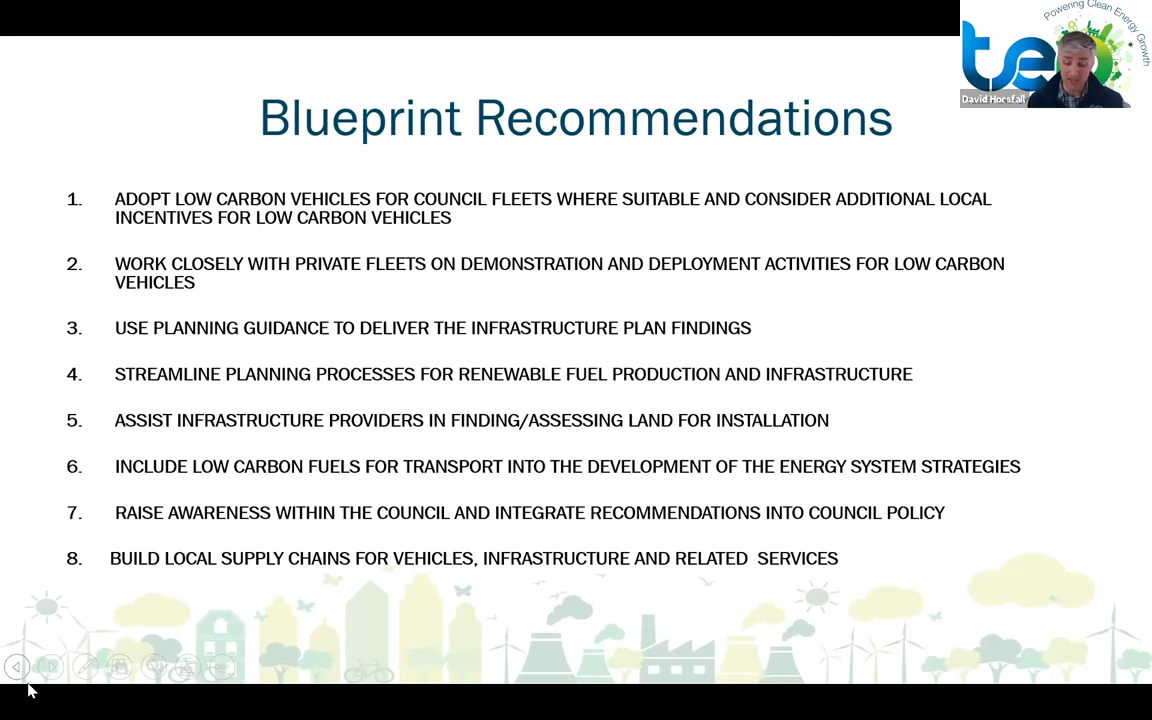 Powering Clean Energy Growth
te
David Horsfall
Blueprint Recommendations
1. ADOPT LOW CARBON VEHICLES FOR COUNCIL FLEETS WHERE SUITABLE AND CONSIDER ADDITIONAL LOCAL
INCENTIVES FOR LOW CARBON VEHICLES
2. WORK CLOSELY WITH PRIVATE FLEETS ON DEMONSTRATION AND DEPLOYMENT ACTIVITIES FOR LOW CARBON
VEHICLES
3. USE PLANNING GUIDANCE TO DELIVER THE INFRASTRUCTURE PLAN FINDINGS
4. STREAMLINE PLANNING PROCESSES FOR RENEWABLE FUEL PRODUCTION AND INFRASTRUCTURE
5. ASSIST INFRASTRUCTURE PROVIDERS IN FINDING/ASSESSING LAND FOR INSTALLATION
6. INCLUDE LOW CARBON FUELS FOR TRANSPORT INTO THE DEVELOPMENT OF THE ENERGY SYSTEM STRATEGIES
7. RAISE AWARENESS WITHIN THE COUNCIL AND INTEGRATE RECOMMENDATIONS INTO COUNCIL POLICY
8. BUILD LOCAL SUPPLY CHAINS FOR VEHICLES, INFRASTRUCTURE AND RELATED  SERVICES